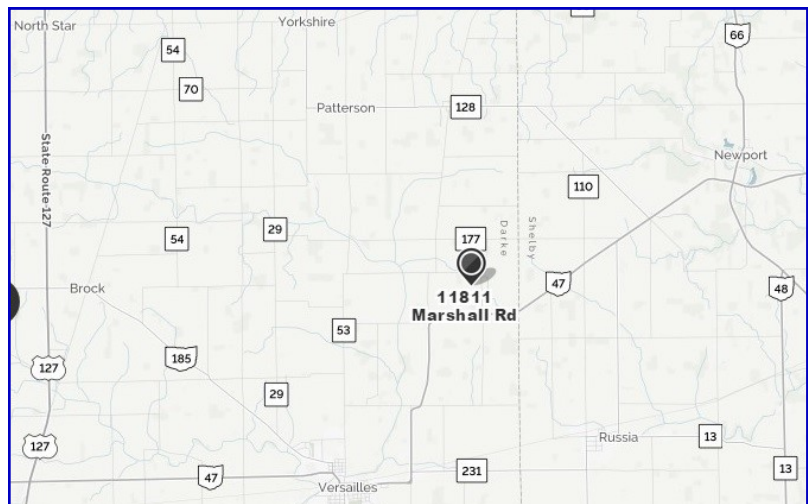 Yorkshire
North Star
66
54
70
Patterson
128
State Route 127
Newport
110
29
54
177
Darke
Shelby
47
48
Brock
11811
Marshall Rd
53
185
127
29
127
Russia
13
47
231
13
Versailles